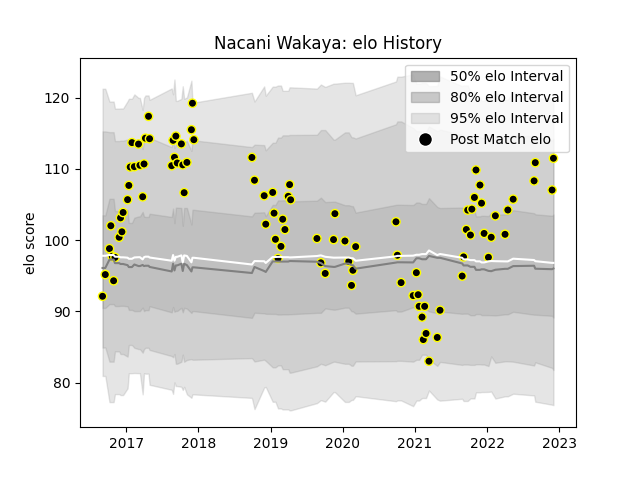 Nacani Wakaya: elo History
50% elo Interval
80% elo Interval
95% elo Interval
Post Match elo
elo score
120
110
100
90
80
2017 2018 2019 2020 2021 2022 2023